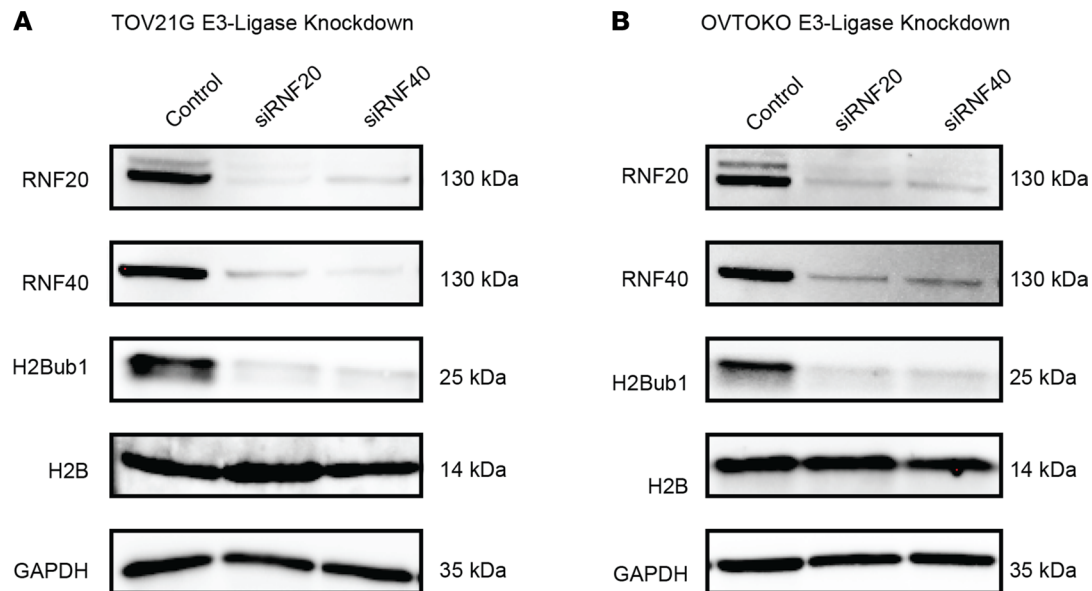 A TOV21G E3-Ligase Knockdown
Control siRNF20 siRNF40
RNF20 130 kDa
RNF40 130 kDa
H2Bub1 25 kDa
H2B 14 kDa
GAPDH 35 kDa
B OVTOKO E3-Ligase Knockdown
Control siRNF20 siRNF40
RNF20 130 kDa
RNF40 130 kDa
H2Bub1 25 kDa
H2B 14 kDa
GAPDH 35 kDa